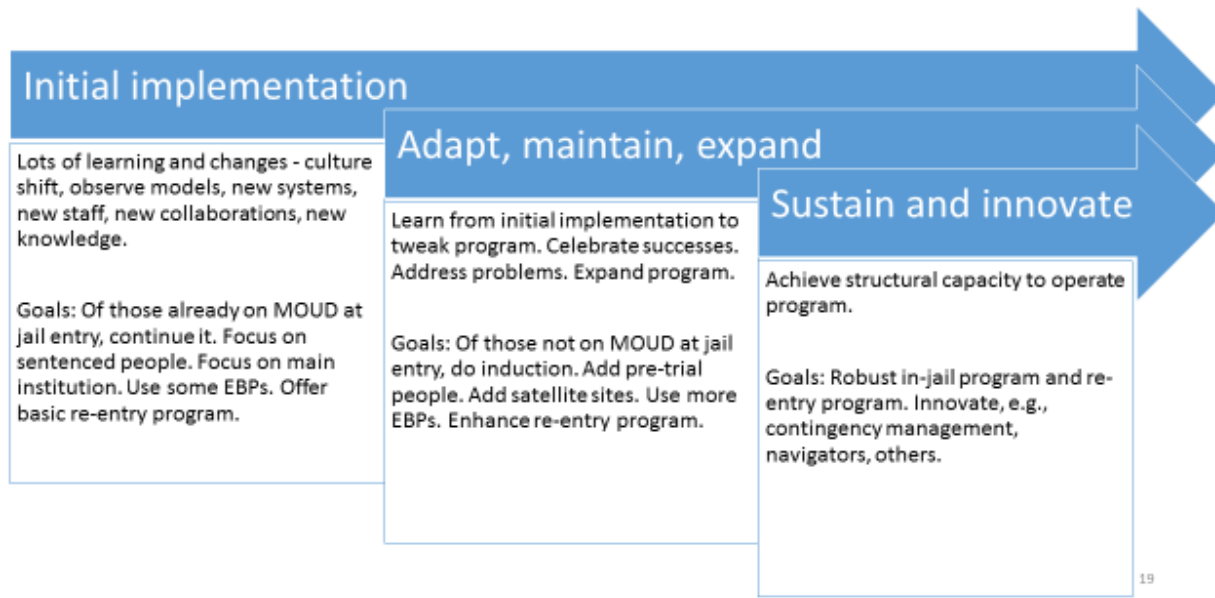 Initial implementation
Lots of learning and changes - culture
shift, observe models, new systems,
new staff, new collaborations, new
knowledge.
Goals: Of those already on MOUD at
jail entry, continue it. Focus on
sentenced people. Focus on main
institution. Use some EBPs. Offer
basic re-entry program.
Adapt, maintain, expand
Learn from initial implementation to
tweak program. Celebrate successes.
Address problems. Expand program.
Goals: Of those not on MOUD at jail
entry, do induction. Add pre-trial
people. Add satellite sites. Use more
EBPs. Enhance re-entry program.
Sustain and innovate
Achieve structural capacity to operate
program.
Goals: Robust in-jail program and re-
entry program. Innovate, e.g.,
contingency management,
navigators, others.
19